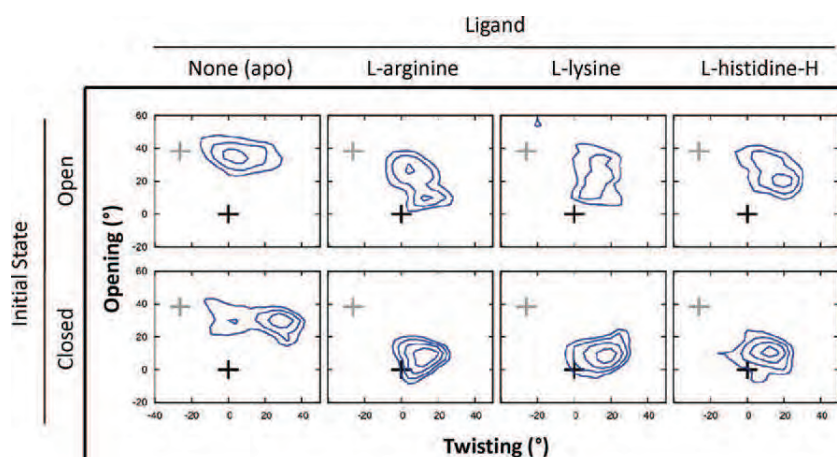 Ligand
None (apo) L-arginine L-lysine L-histidine-H
Initial State
Open
Closed
Opening (°)
60
40
20
0
-20
60
40
20
0
-20
-40 -20 0 20 40 -20 0 20 40 -20 0 20 40 -20 0 20 40
Twisting (°)